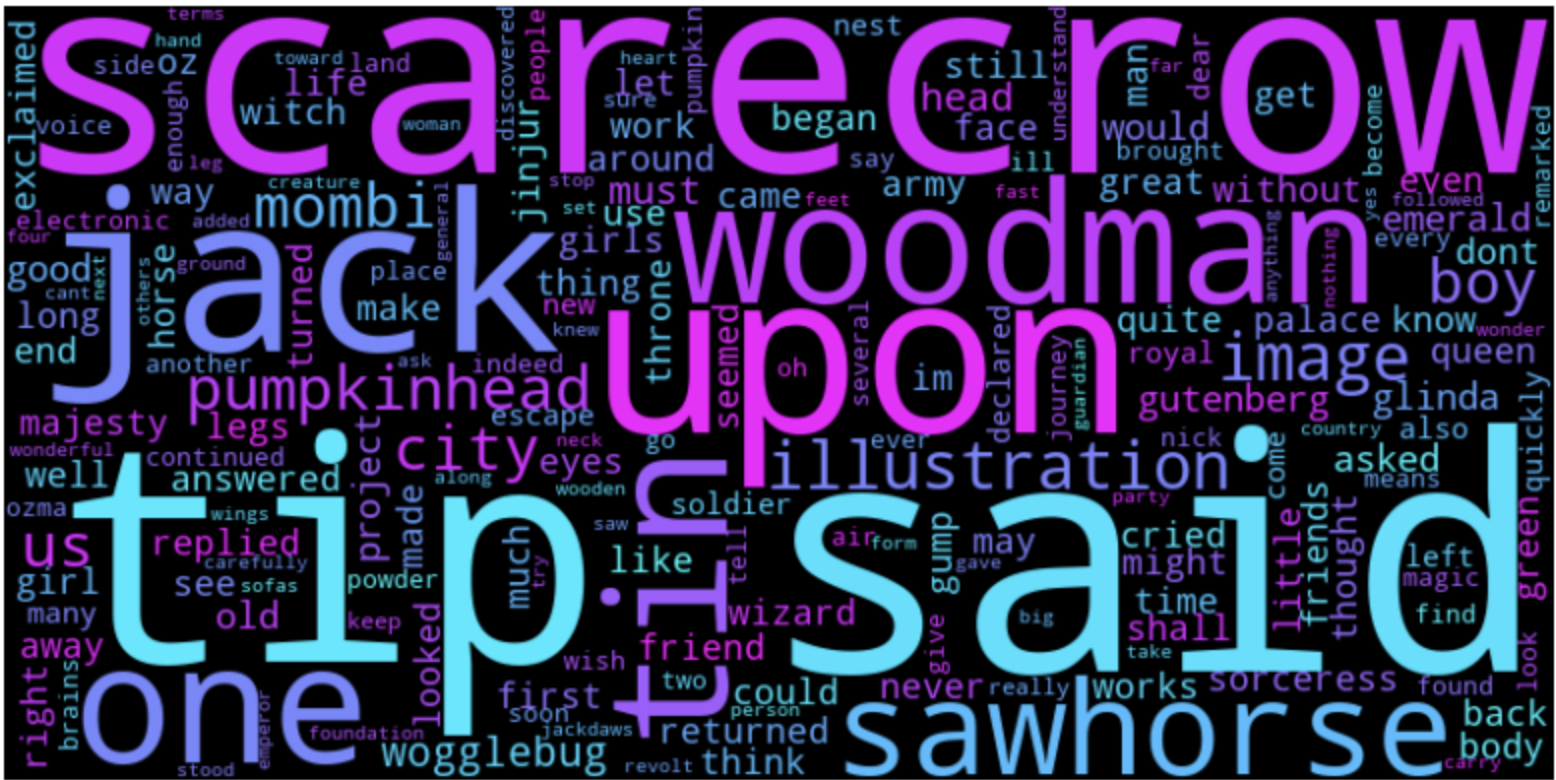 terms
scarecrow
exclaimed
hand
side oz
toward land
life
witch
voice
enough
leg
woman
discovered
people
heart
let
sure
pumpkin
work
around
nest
began
say
still
head
face
ill
understand
man
far
dear
would
brought
get
become
remarked
way
creature
mombi
general
jinjur
stop
must
set use
came feet
army
fast
great without even
yes followed
electronic
added
four
jack
girls
woodman
anything
nothing
emerald
every
dont
good next
cant
others
horse
ground
turned
place
make
thing
new
knew
throne
boy
long
end
another
ask
indeed
upon
seemed
oh
several
im
declared
journey
guardian
quite palace know wonder
royal image queen
pumpkinhead
gutenberg glinda
quickly
majesty legs
escape
wonderful continued
project
city
neck
eyes
go
ever
illustration
nick
come
country also
asked
means
well answered
made
along
wooden
tin
soldier
party
ozma
tip
wings
said
us replied
carefully
much
try
saw
like
tell
air form
gump
gave
may
cried
might
little
friends
thought
left
magic
green
girl see sofas powder
many old keep
big
time
find
away
looked
friend
wizard
give
shall
take
look
right
brains
one
emperor
wish
two
first
soon
could
person
never really works sorceress found
foundation
jackdaws
returned
sawhorse
back
body
stood
wogglebug
revolt think
carry